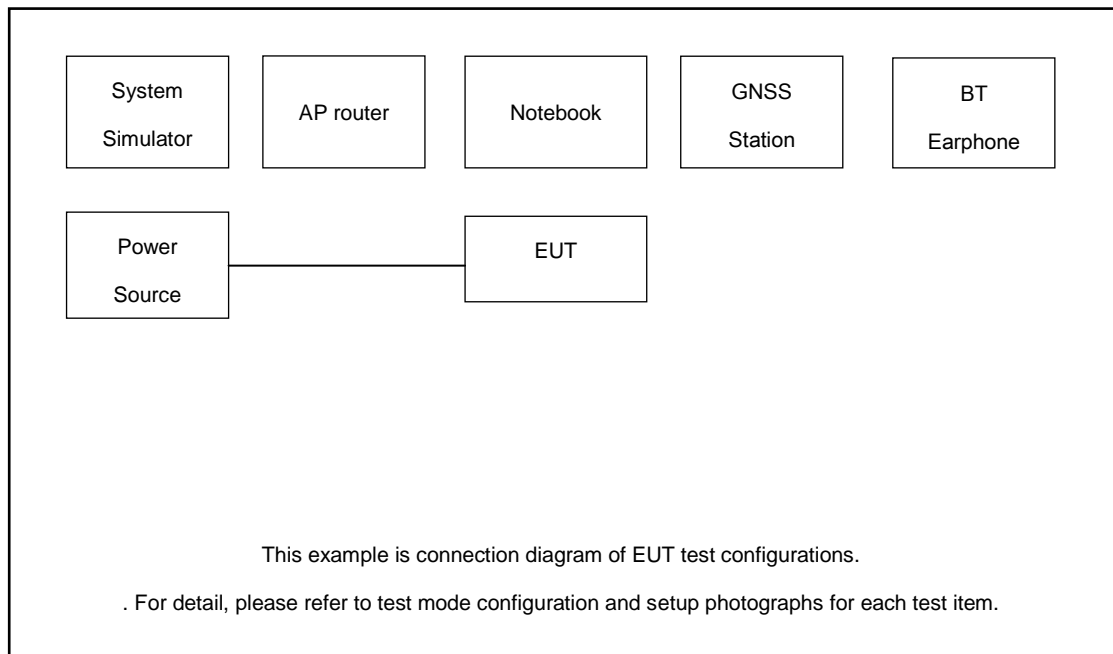 System
Simulator
AP router
Notebook
GNSS
Station
BT
Earphone
Power
Source
EUT
This example is connection diagram of EUT test configurations.
. For detail, please refer to test mode configuration and setup photographs for each test item.